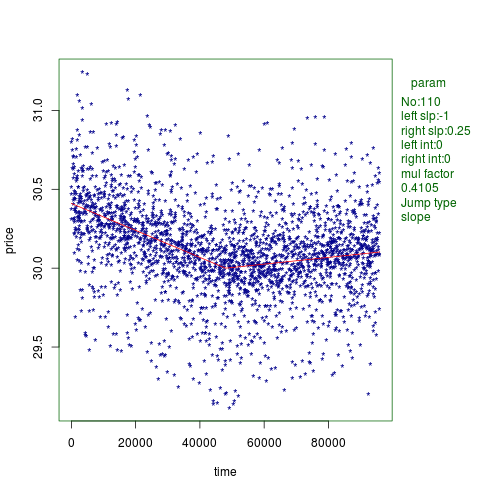 param
No:110
left slp:-1
right slp:0.25
left int:0
right int:0
mul factor
0.4105
Jump type
slope
price
31.0
30.5
30.0
29.5
0 20000 40000 60000 80000
time